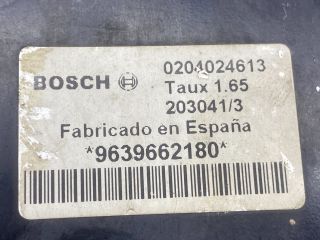 BOSCH 0204024613
Taux 1.65
203041/3
Fabricado en España
*9639662180*